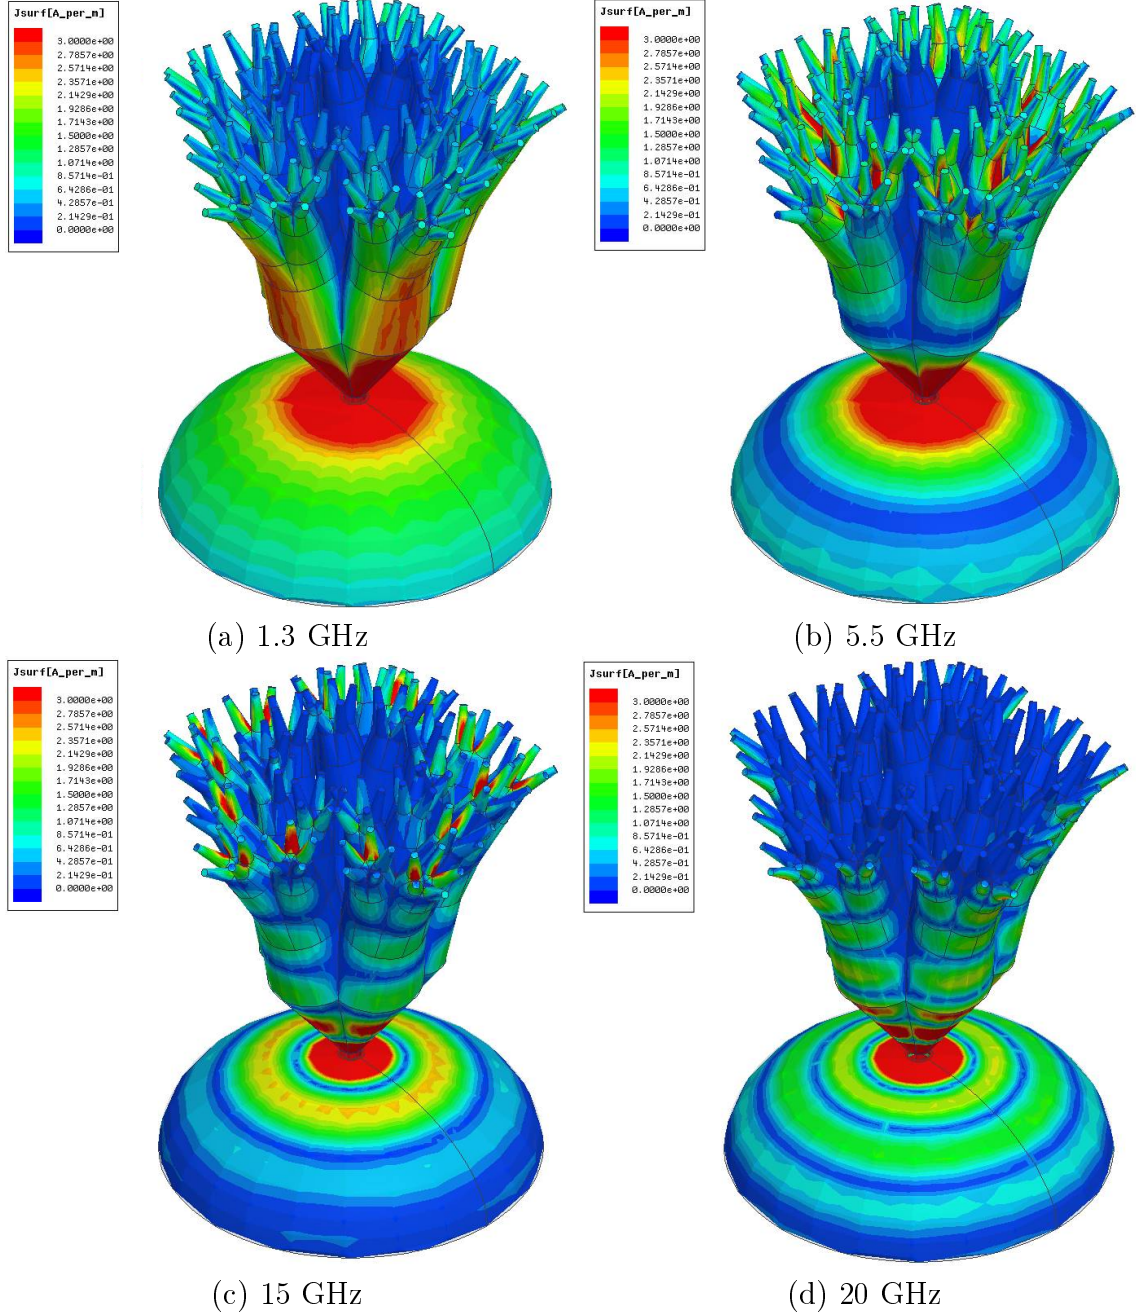 Jsurf[A_per_m]
3.0000e+00
2.7857e+00
2.5714e+00
2.3571e+00
2.1429e+00
1.9286e+00
1.7143e+00
1.5000e+00
1.2857e+00
1.0714e+00
8.5714e-01
6.4286e-01
4.2857e-01
2.1429e-01
0.0000e+00
Jsurf[A_per_m]
3.0000e+00
2.7857e+00
2.5714e+00
2.3571e+00
2.1429e+00
1.9286e+00
1.7143e+00
1.5000e+00
1.2857e+00
1.0714e+00
8.5714e-01
6.4286e-01
4.2857e-01
2.1429e-01
0.0000e+00
(a) 1.3 GHz
(b) 5.5 GHz
Jsurf[A_per_m]
3.0000e+00
2.7857e+00
2.5714e+00
2.3571e+00
2.1429e+00
1.9286e+00
1.7143e+00
1.5000e+00
1.2857e+00
1.0714e+00
8.5714e-01
6.4286e-01
4.2857e-01
2.1429e-01
0.0000e+00
Jsurf[A_per_m]
3.0000e+00
2.7857e+00
2.5714e+00
2.3571e+00
2.1429e+00
1.9286e+00
1.7143e+00
1.5000e+00
1.2857e+00
1.0714e+00
8.5714e-01
6.4286e-01
4.2857e-01
2.1429e-01
0.0000e+00
(c) 15 GHz
(d) 20 GHz